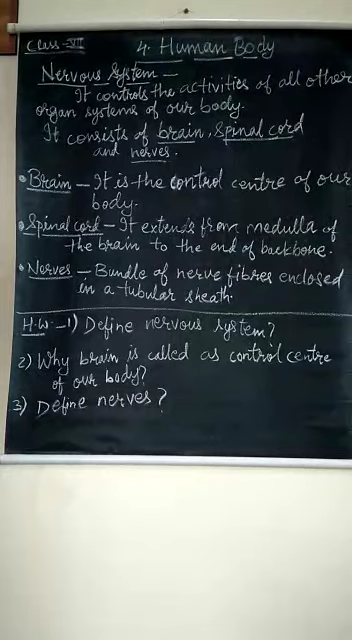 Class-VII
4. Human Body
Nervous System —
It controls the activities of all other
organ systems of our body.
It consists of brain, Spinal cord
and nerves.
• Brain — It is the control centre of our
body.
• Spinal cord — It extends from medulla of
the brain to the end of backbone.
• Nerves — Bundle of nerve fibres enclosed
in a tubular sheath.
H.W. — 1) Define nervous system?
2) Why brain is called as control centre
of our body?
3) Define nerves?